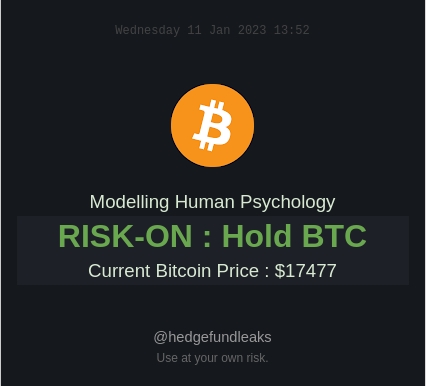 Wednesday 11 Jan 2023 13:52
₿
Modelling Human Psychology
RISK-ON : Hold BTC
Current Bitcoin Price : $17477
@hedgefundleaks
Use at your own risk.